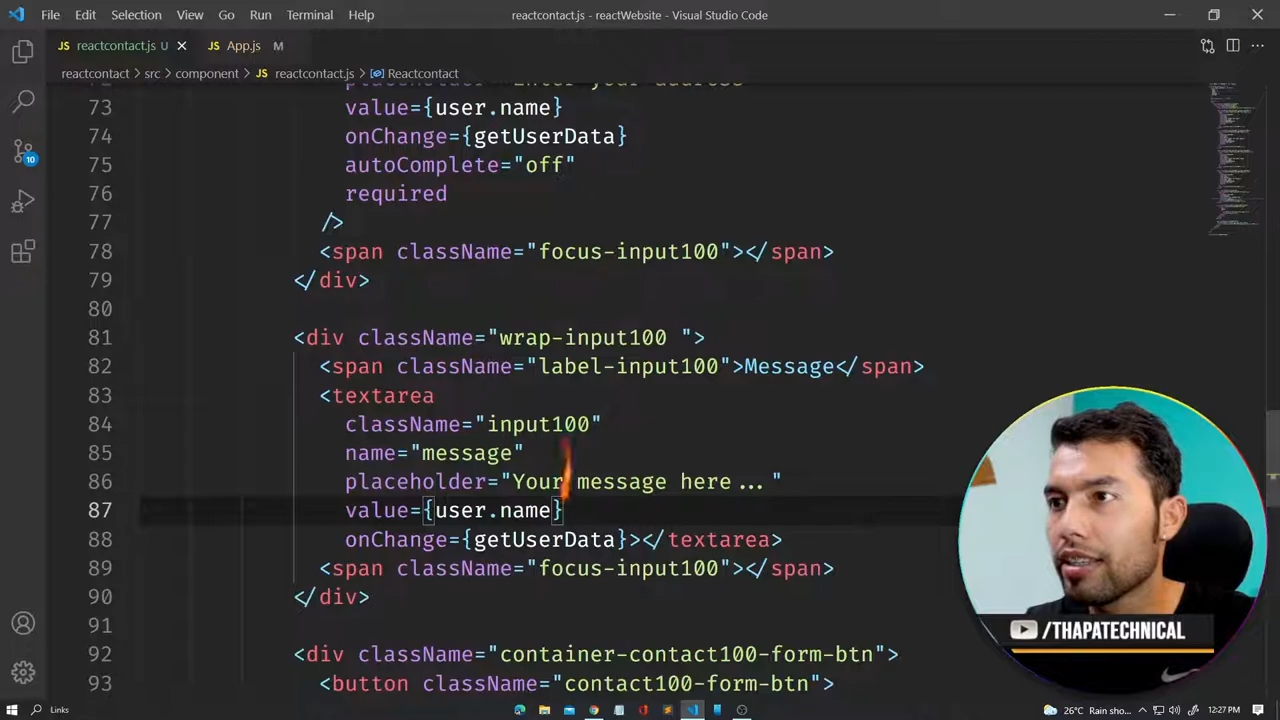 File Edit Selection View Go Run Terminal Help reactcontact.js - reactWebsite - Visual Studio Code
JS reactcontact.js U JS App.js M
reactcontact > src > component > JS reactcontact.js > Reactcontact
73 value={user.name}
74 onChange={getUserData}
75 autoComplete="off"
76 required
77 />
78 <span className="focus-input100"></span>
79 </div>
80
81 <div className="wrap-input100 ">
82 <span className="label-input100">Message</span>
83 <textarea
84 className="input100"
85 name="message"
86 placeholder="Your message here..."
87 value={user.name}
88 onChange={getUserData}></textarea>
89 <span className="focus-input100"></span>
90 </div>
91
92 <div className="container-contact100-form-btn">
93 <button className="contact100-form-btn">
10
/THAPATECHNICAL
Links 26°C Rain sho... 12:27 PM